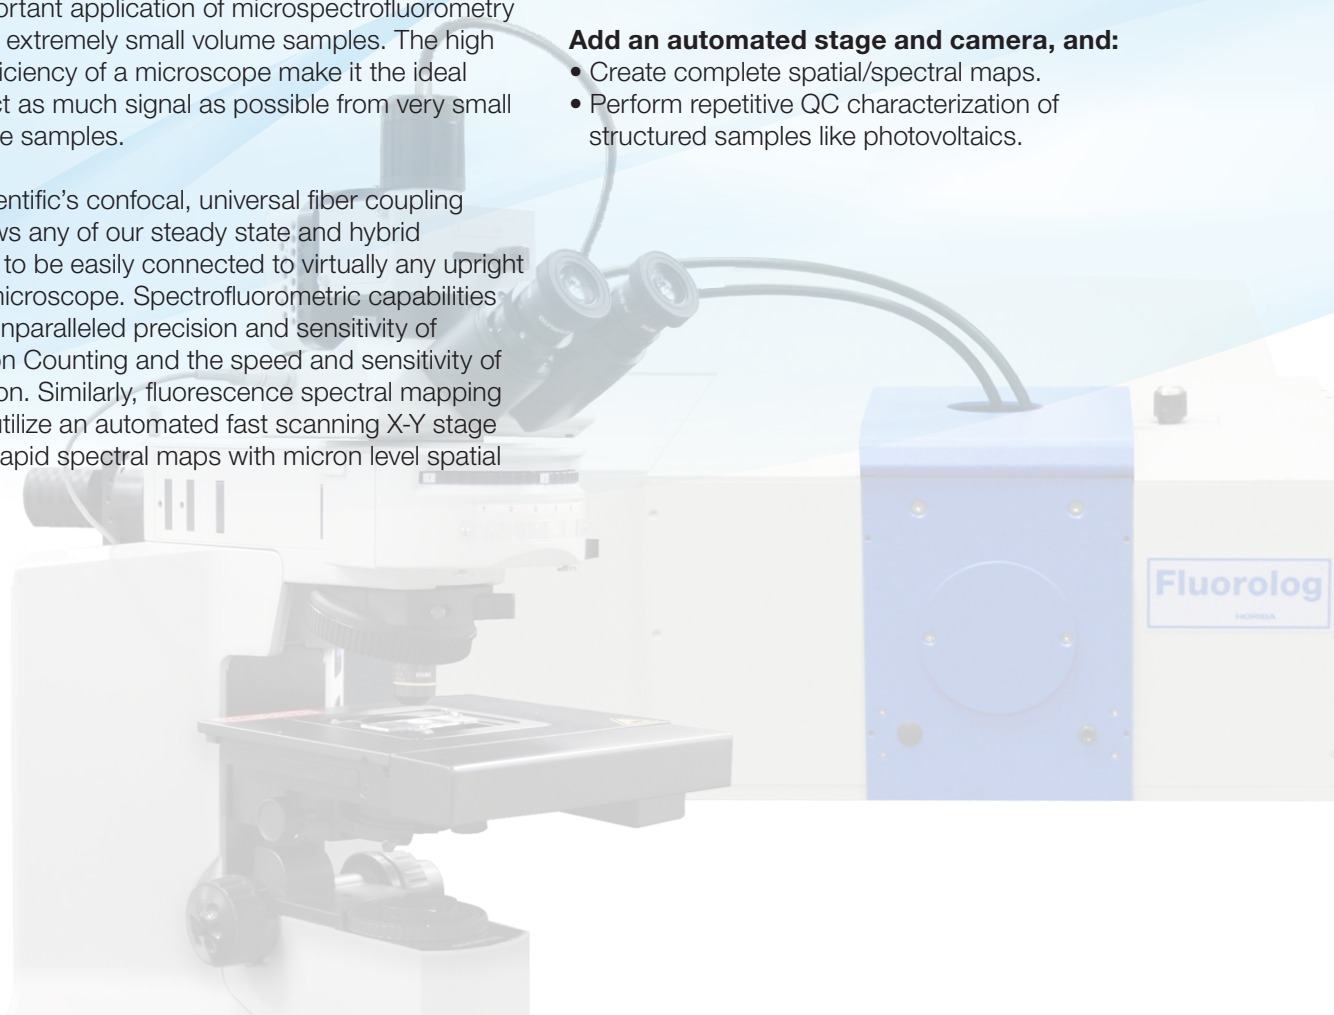 ortant application of microspectrofluorometry
extremely small volume samples. The high
iciency of a microscope make it the ideal
ct as much signal as possible from very small
e samples.
entific's confocal, universal fiber coupling
ws any of our steady state and hybrid
to be easily connected to virtually any upright
microscope. Spectrofluorometric capabilities
nparalleled precision and sensitivity of
on Counting and the speed and sensitivity of
on. Similarly, fluorescence spectral mapping
utilize an automated fast scanning X-Y stage
rapid spectral maps with micron level spatial
Add an automated stage and camera, and:
• Create complete spatial/spectral maps.
• Perform repetitive QC characterization of
structured samples like photovoltaics.
Fluorolog
HORIBA